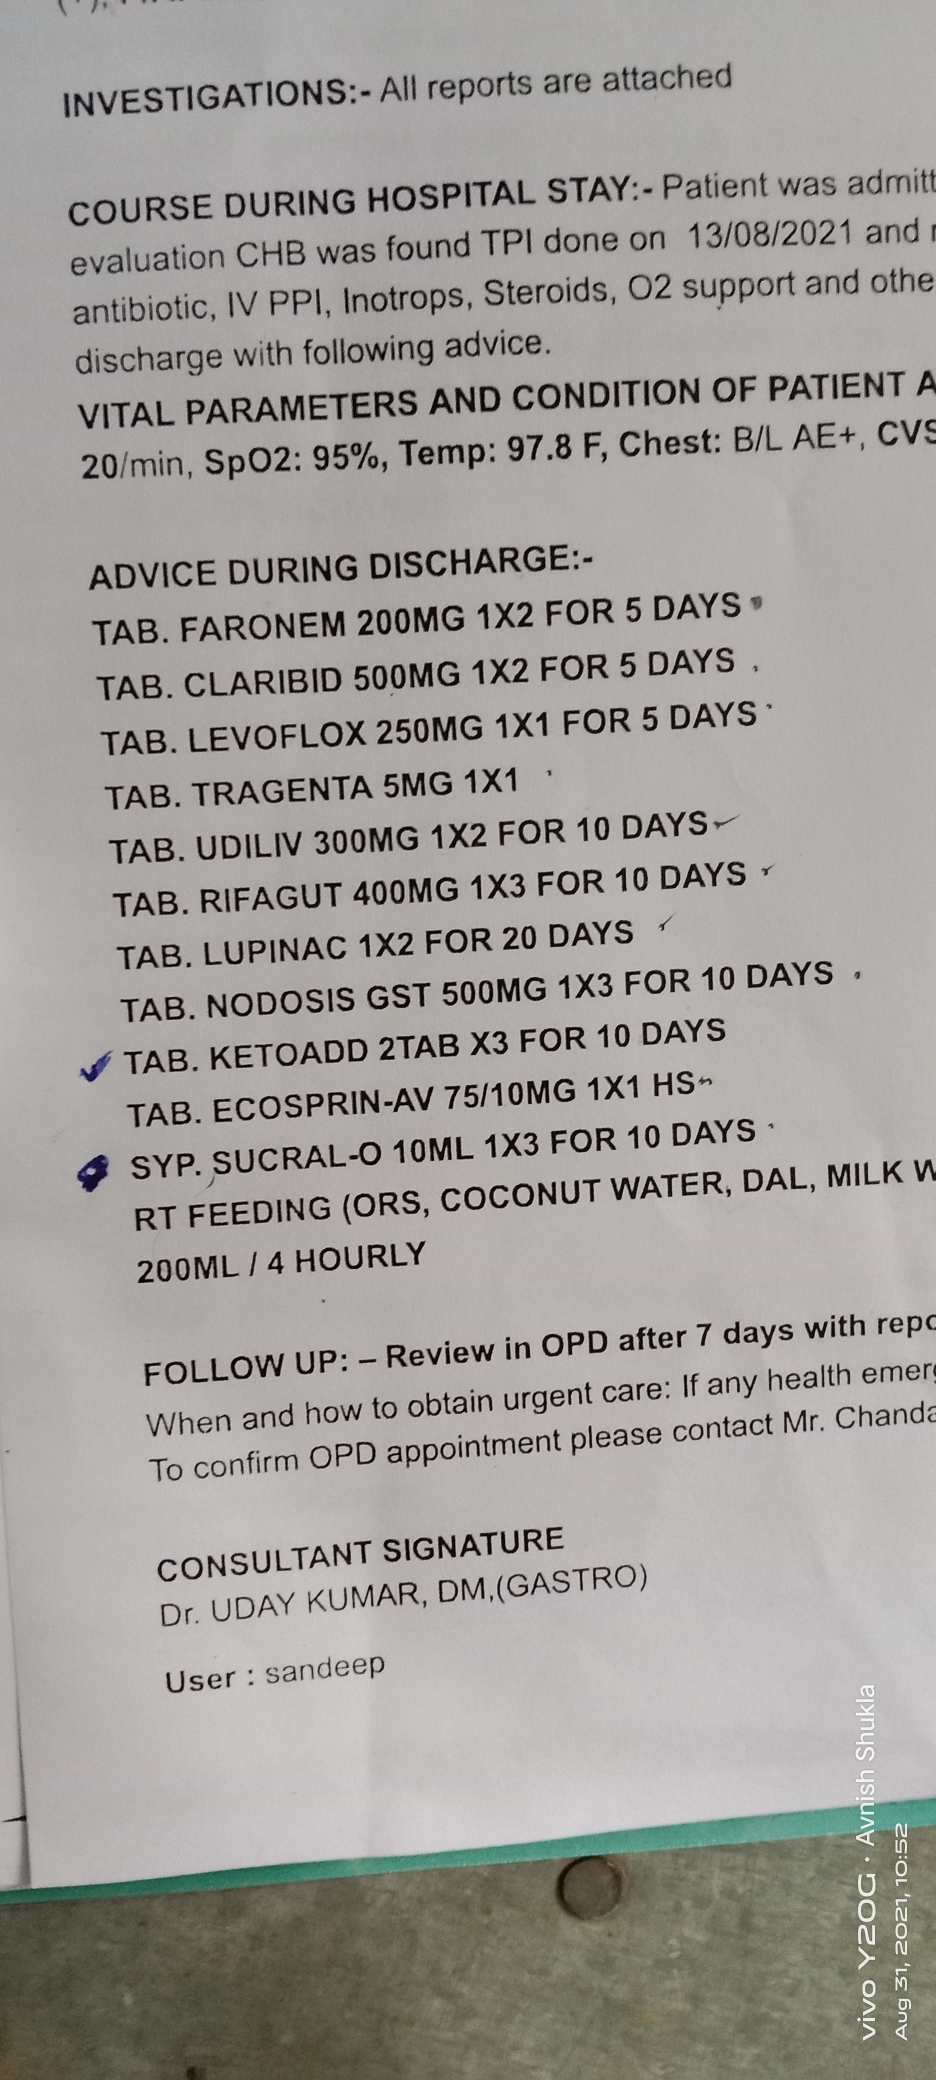 INVESTIGATIONS:- All reports are attached
COURSE DURING HOSPITAL STAY:- Patient was admitt
evaluation CHB was found TPI done on 13/08/2021 and
antibiotic, IV PPI, Inotrops, Steroids, O2 support and othe
discharge with following advice.
VITAL PARAMETERS AND CONDITION OF PATIENT A
20/min, SpO2: 95%, Temp: 97.8 F, Chest: B/L AE+, CVS
ADVICE DURING DISCHARGE:-
TAB. FARONEM 200MG 1X2 FOR 5 DAYS
TAB. CLARIBID 500MG 1X2 FOR 5 DAYS
TAB. LEVOFLOX 250MG 1X1 FOR 5 DAYS
TAB. TRAGENTA 5MG 1X1
TAB. UDILIV 300MG 1X2 FOR 10 DAYS
TAB. RIFAGUT 400MG 1X3 FOR 10 DAYS
TAB. LUPINAC 1X2 FOR 20 DAYS
TAB. NODOSIS GST 500MG 1X3 FOR 10 DAYS
TAB. KETOADD 2TAB X3 FOR 10 DAYS
TAB. ECOSPRIN-AV 75/10MG 1X1 HS
SYP. SUCRAL-O 10ML 1X3 FOR 10 DAYS
RT FEEDING (ORS, COCONUT WATER, DAL, MILK W
200ML / 4 HOURLY
FOLLOW UP: – Review in OPD after 7 days with repo
When and how to obtain urgent care: If any health emerg
To confirm OPD appointment please contact Mr. Chanda
CONSULTANT SIGNATURE
Dr. UDAY KUMAR, DM,(GASTRO)
User : sandeep
vivo Y20G · Avnish Shukla
Aug 31, 2021, 10:52